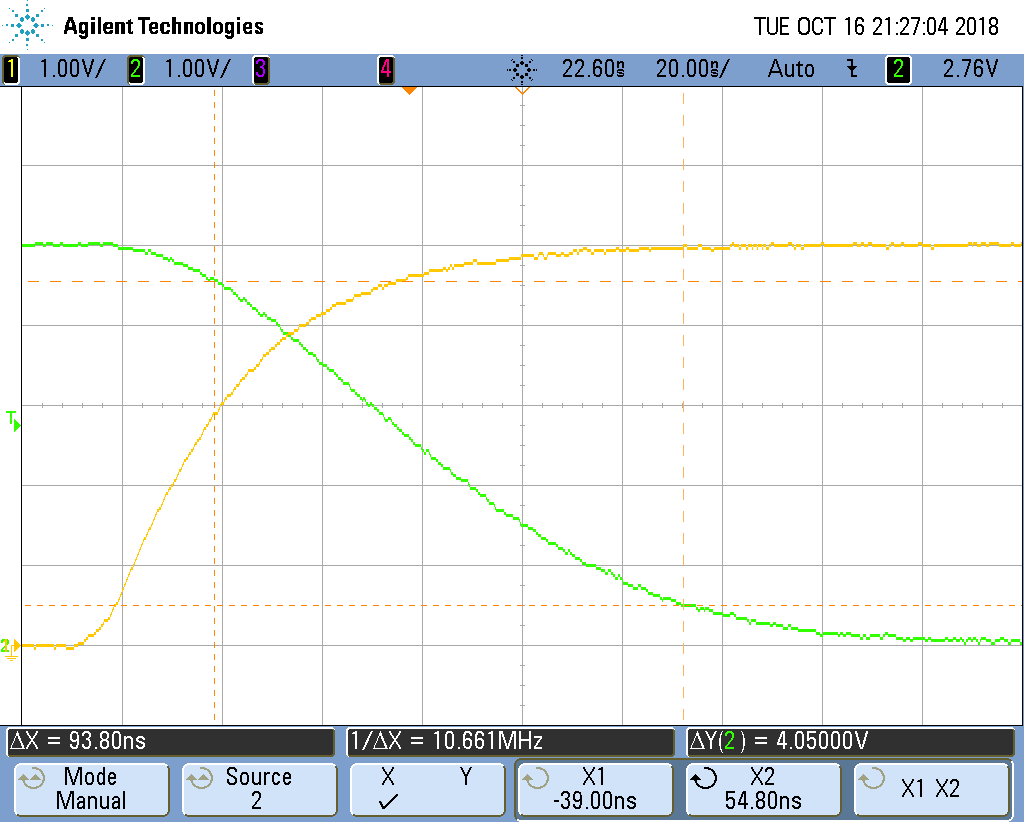 Agilent Technologies TUE OCT 16 21:27:04 2018
1 1.00V/ 2 1.00V/ 3 4 22.60ns 20.00ns/ Auto 2 2.76V
T
2
ΔX = 93.80ns 1/ΔX = 10.661MHz ΔY(2) = 4.05000V
Mode Source X Y X1 X2 X1 X2
Manual 2 -39.00ns 54.80ns